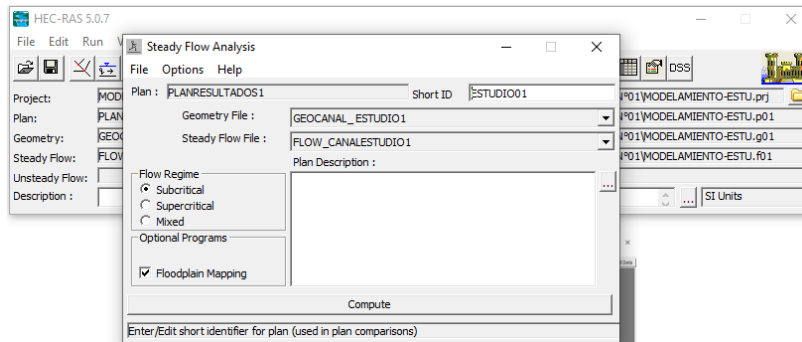 HEC-RAS 5.0.7
File Edit Run
Steady Flow Analysis
File Options Help
DSS
Plan : PLANRESULTADOS1 Short ID ESTUDIO01
Project: N°01\MODELAMIENTO-ESTU.prj
Geometry File : GEOCANAL_ ESTUDIO1
Plan: N°01\MODELAMIENTO-ESTU.p01
Steady Flow File : FLOW_CANALESTUDIO1
Geometry: N°01\MODELAMIENTO-ESTU.g01
Steady Flow: N°01\MODELAMIENTO-ESTU.f01
Plan Description :
Unsteady Flow:
Flow Regime
Subcritical
Description : SI Units
Supercritical
Mixed
Optional Programs
Floodplain Mapping
Compute
Enter/Edit short identifier for plan (used in plan comparisons)